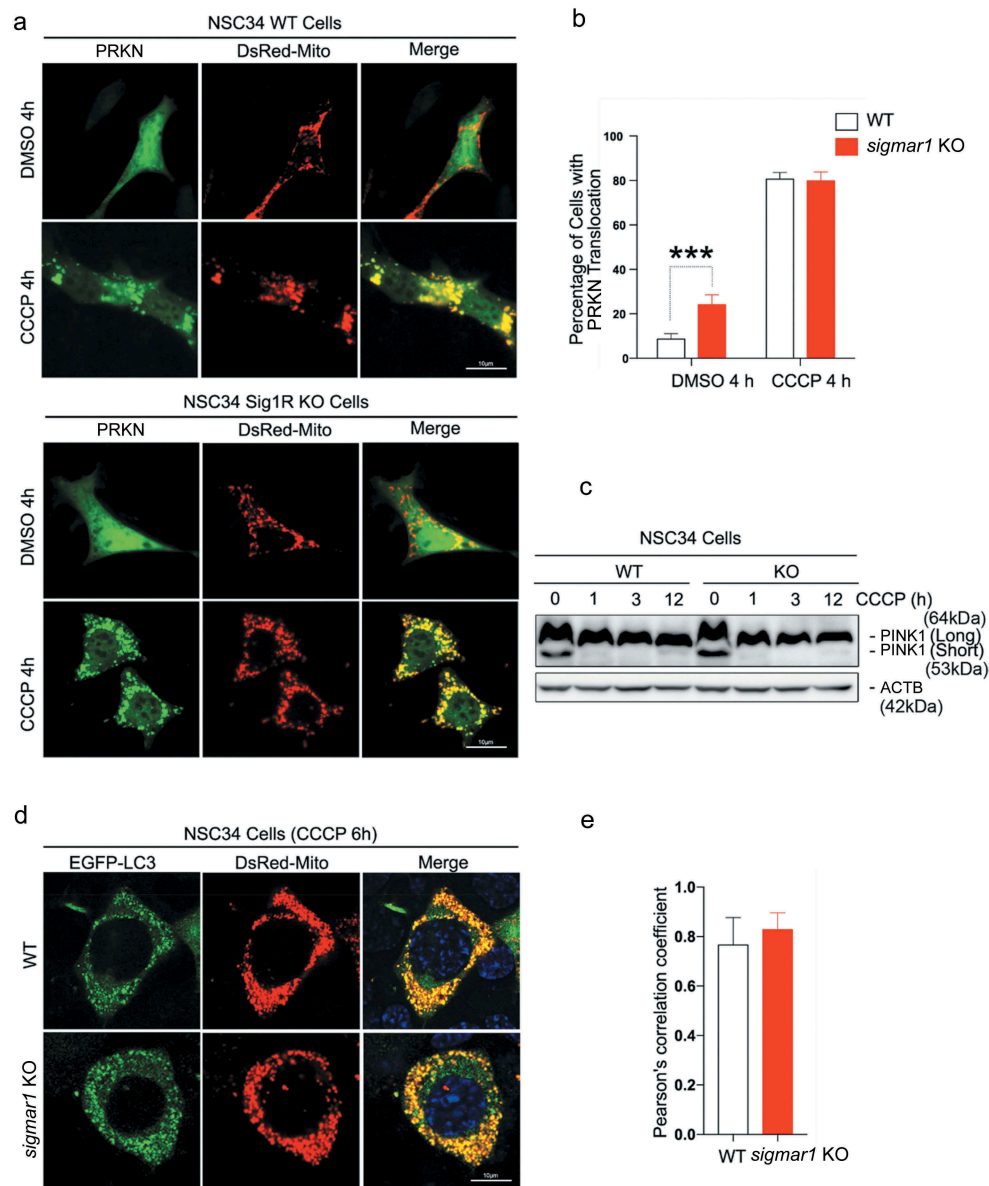 a
NSC34 WT Cells
PRKN DsRed-Mito Merge
DMSO 4h
CCCP 4h
10μm
NSC34 Sig1R KO Cells
PRKN DsRed-Mito Merge
DMSO 4h
CCCP 4h
10μm
b
WT
sigmar1 KO
Percentage of Cells with
PRKN Translocation
100
80
60
40
20
0
***
DMSO 4 h CCCP 4 h
c
NSC34 Cells
WT KO
0 1 3 12 0 1 3 12 CCCP (h)
(64kDa)
- PINK1 (Long)
- PINK1 (Short)
(53kDa)
- ACTB
(42kDa)
d
NSC34 Cells (CCCP 6h)
EGFP-LC3 DsRed-Mito Merge
WT
sigmar1 KO
10μm
e
Pearson's correlation coefficient
1.0
0.8
0.6
0.4
0.2
0.0
WT sigmar1 KO